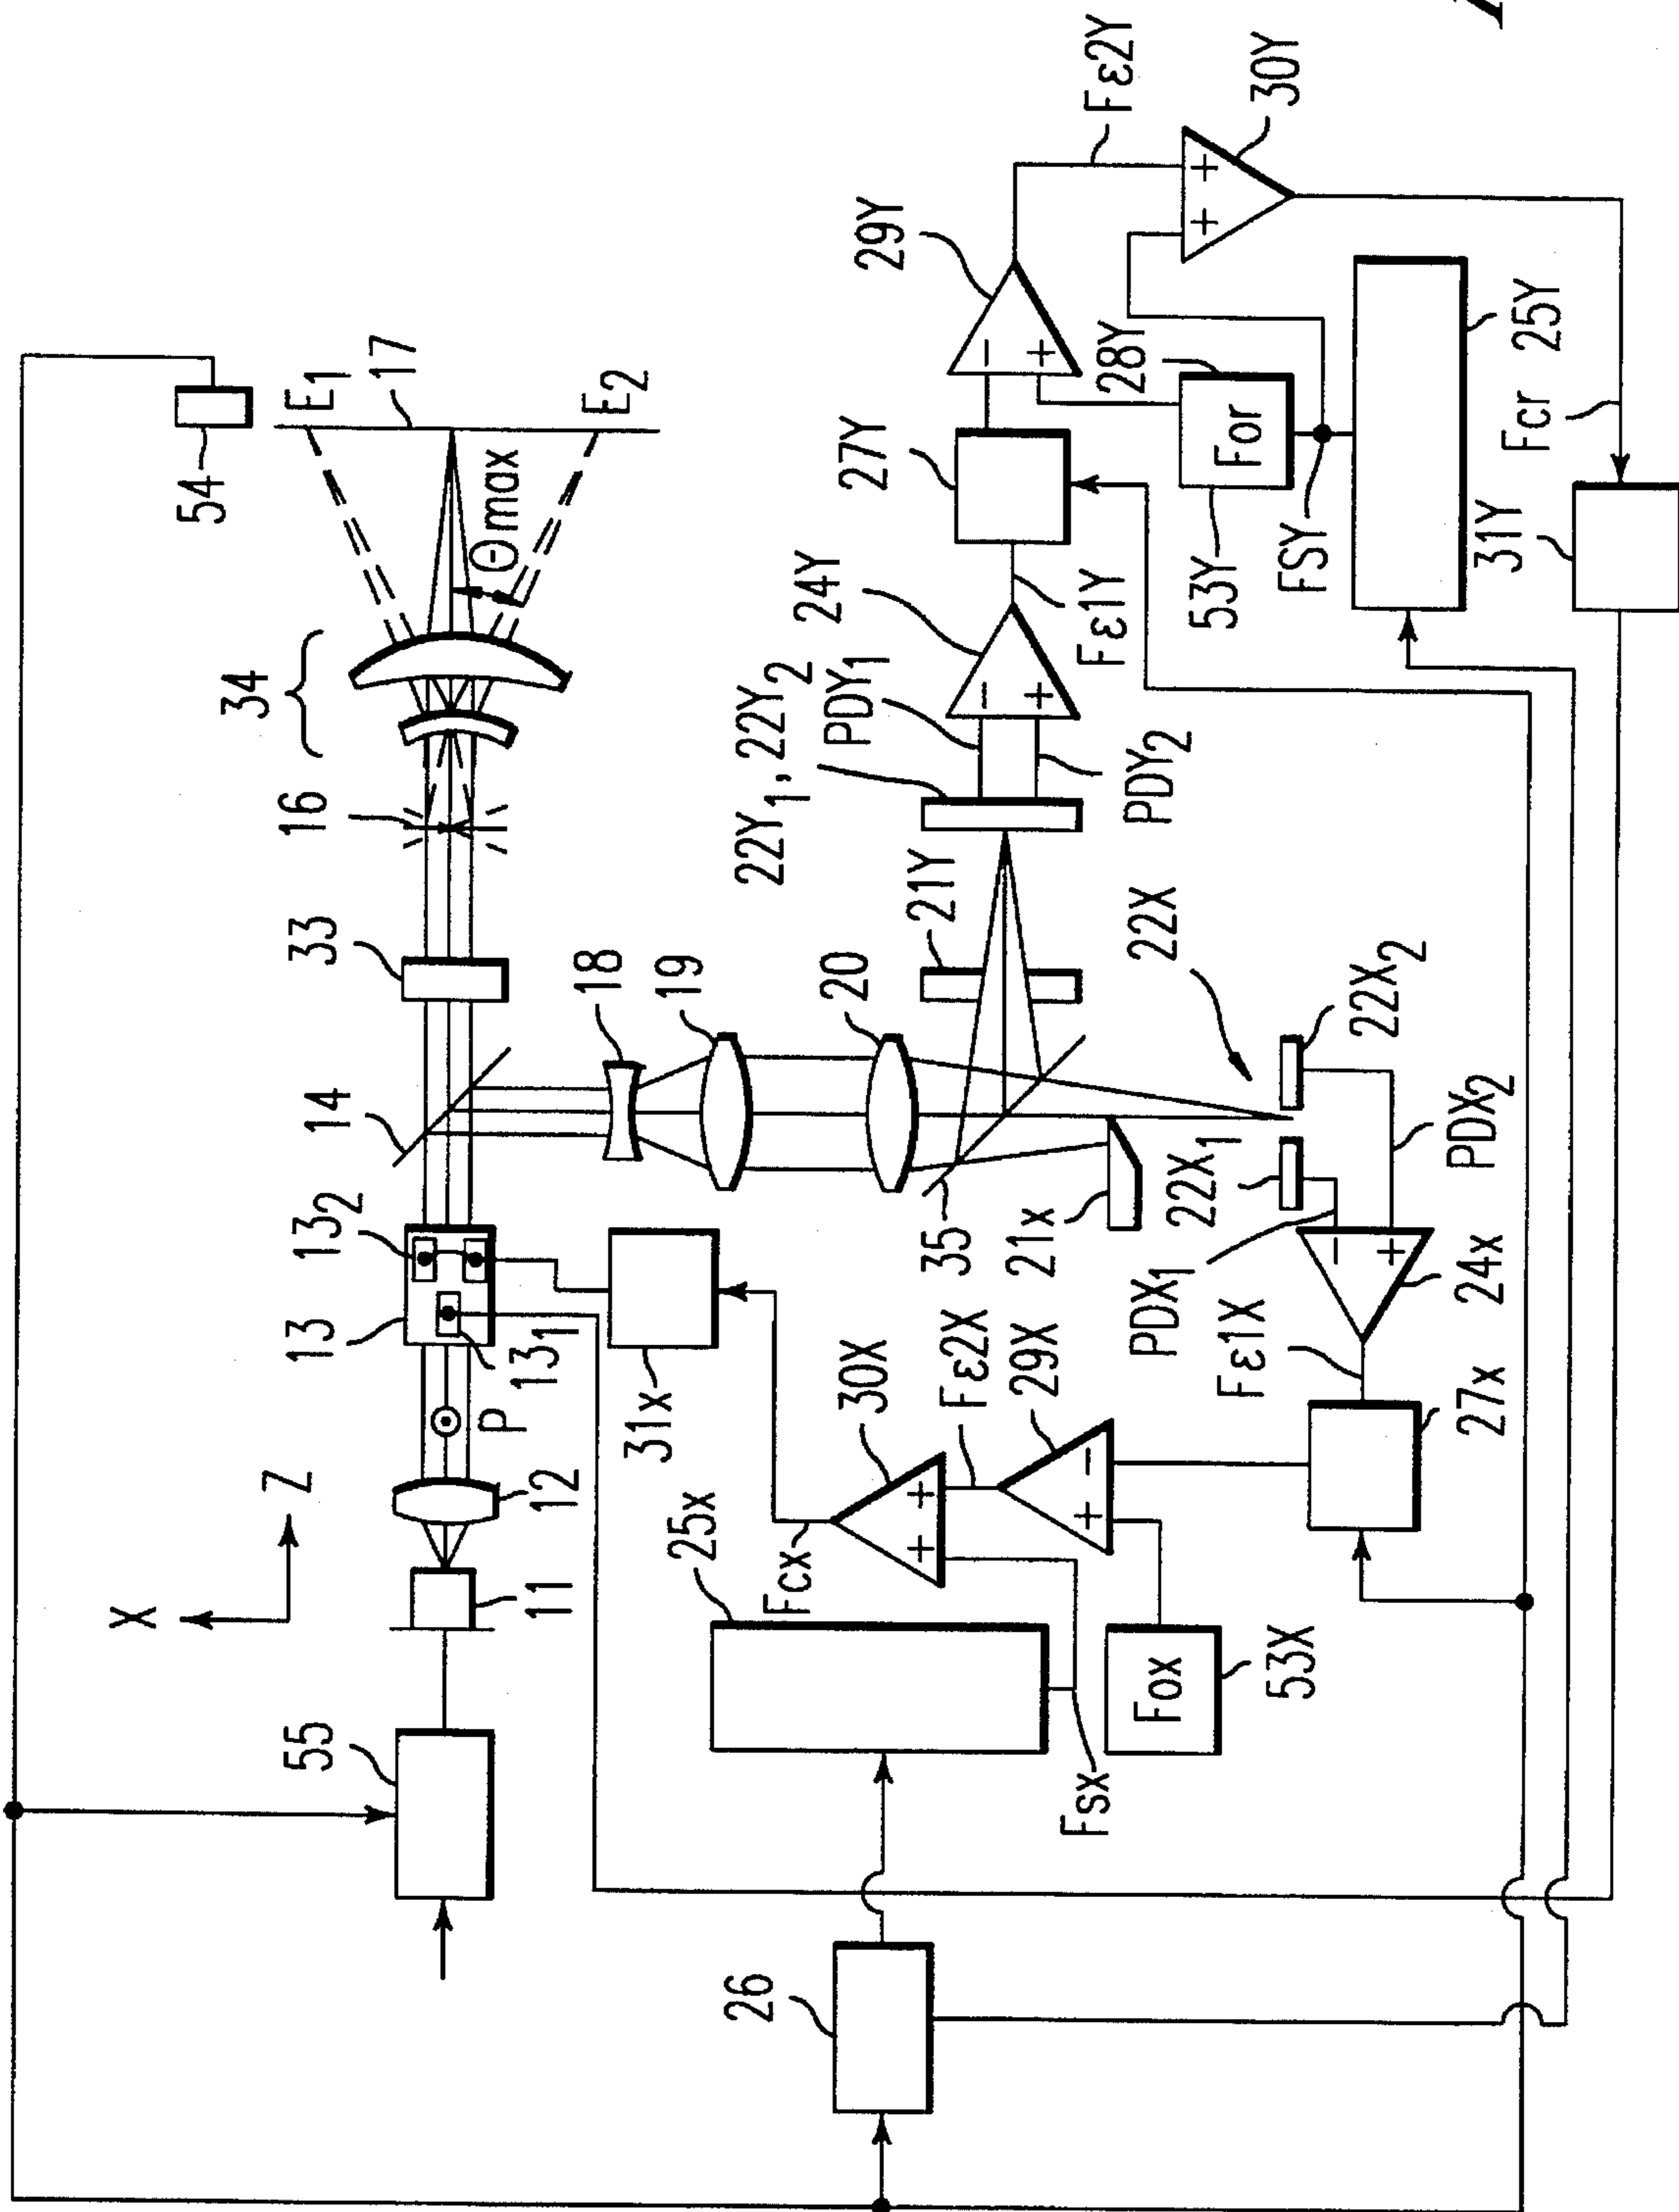 54
E1
17
E2
Θmax
34
16
33
14
13
132
131
P
12
11
X
Z
55
18
19
20
35
21x
21Y
22Y1,22Y2
PDY1
PDY2
24Y
Fε1Y
27Y
29Y
28Y
Fε2Y
30Y
For
53Y
FSY
25Y
Fcr
31Y
22X
22X2
22X1
PDX2
PDX1
24x
Fε1X
27x
31x
30X
Fε2X
29X
Fcx
25x
Fsx
Fox
53X
26
- + - + - + + + - + + + + -